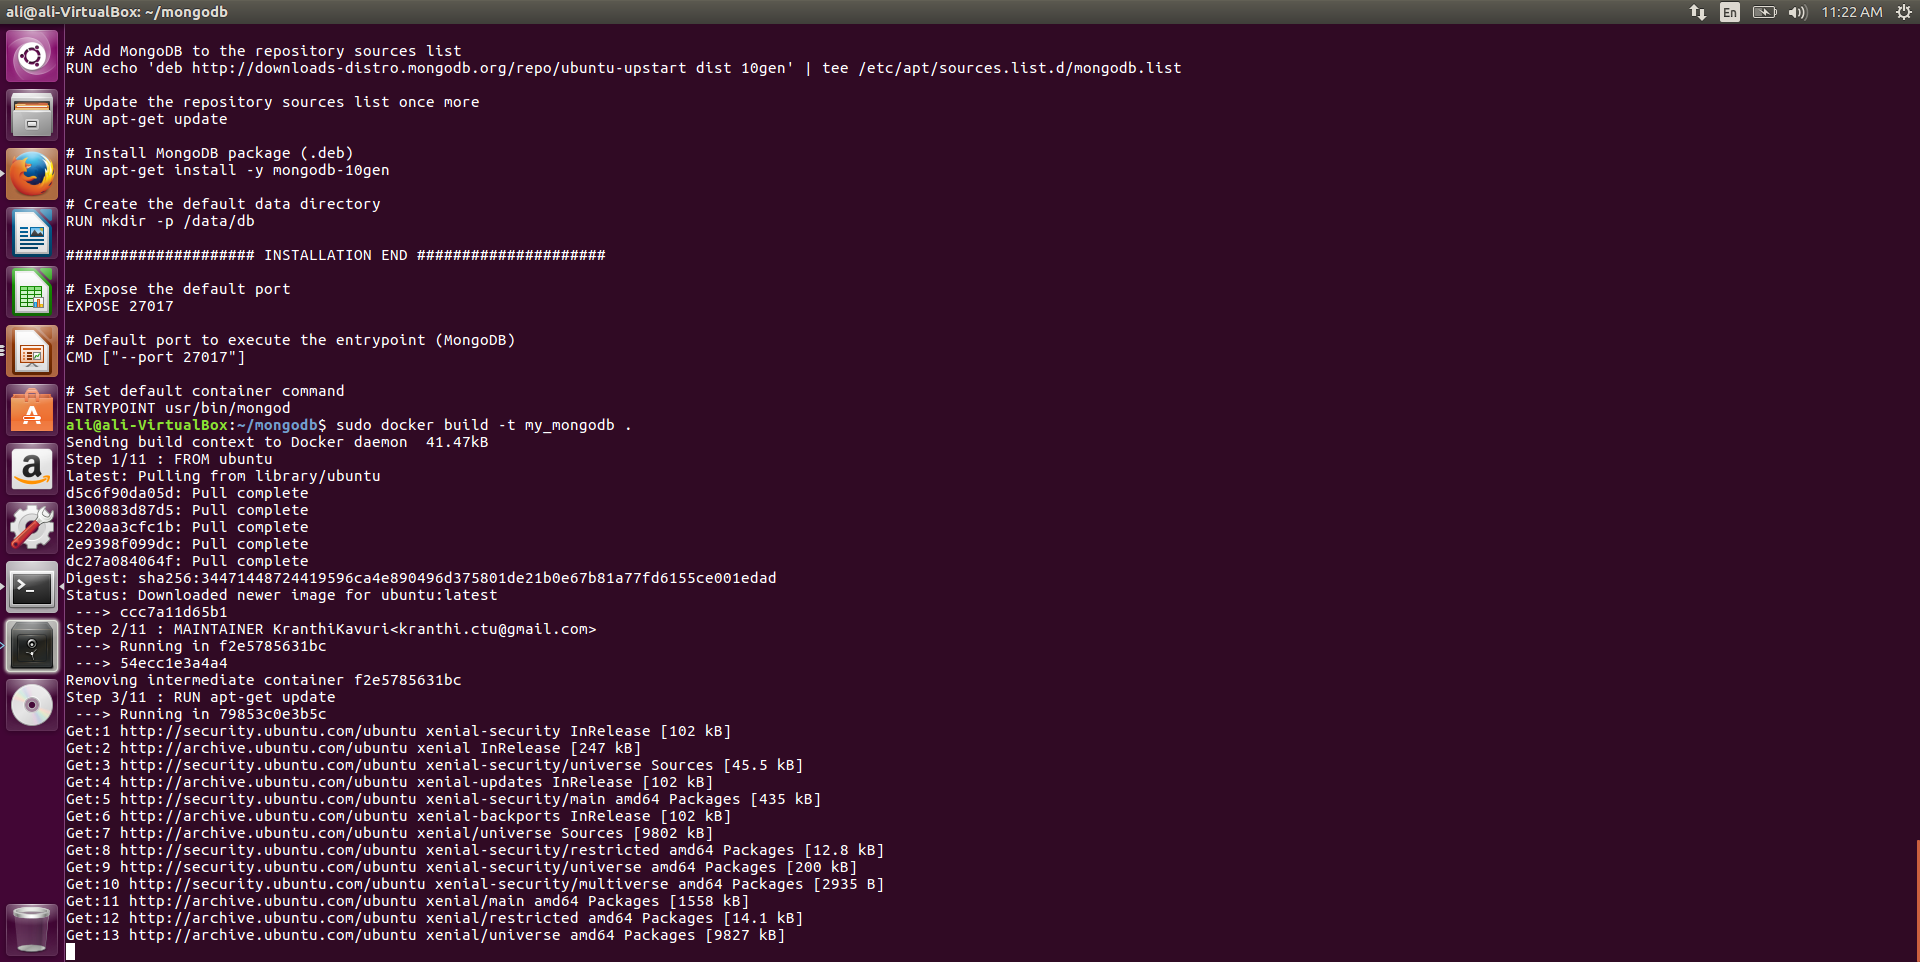 ali@ali-VirtualBox: ~/mongodb
En
11:22 AM
# Add MongoDB to the repository sources list
RUN echo 'deb http://downloads-distro.mongodb.org/repo/ubuntu-upstart dist 10gen' | tee /etc/apt/sources.list.d/mongodb.list
# Update the repository sources list once more
RUN apt-get update
# Install MongoDB package (.deb)
RUN apt-get install -y mongodb-10gen
# Create the default data directory
RUN mkdir -p /data/db
##################### INSTALLATION END #####################
# Expose the default port
EXPOSE 27017
# Default port to execute the entrypoint (MongoDB)
CMD ["--port 27017"]
# Set default container command
ENTRYPOINT usr/bin/mongod
ali@ali-VirtualBox:~/mongodb$ sudo docker build -t my_mongodb .
Sending build context to Docker daemon  41.47kB
Step 1/11 : FROM ubuntu
latest: Pulling from library/ubuntu
d5c6f90da05d: Pull complete
1300883d87d5: Pull complete
c220aa3cfc1b: Pull complete
2e9398f099dc: Pull complete
dc27a084064f: Pull complete
Digest: sha256:34471448724419596ca4e890496d375801de21b0e67b81a77fd6155ce001edad
Status: Downloaded newer image for ubuntu:latest
 ---> ccc7a11d65b1
Step 2/11 : MAINTAINER KranthiKavuri<kranthi.ctu@gmail.com>
 ---> Running in f2e5785631bc
 ---> 54ecc1e3a4a4
Removing intermediate container f2e5785631bc
Step 3/11 : RUN apt-get update
 ---> Running in 79853c0e3b5c
Get:1 http://security.ubuntu.com/ubuntu xenial-security InRelease [102 kB]
Get:2 http://archive.ubuntu.com/ubuntu xenial InRelease [247 kB]
Get:3 http://security.ubuntu.com/ubuntu xenial-security/universe Sources [45.5 kB]
Get:4 http://archive.ubuntu.com/ubuntu xenial-updates InRelease [102 kB]
Get:5 http://security.ubuntu.com/ubuntu xenial-security/main amd64 Packages [435 kB]
Get:6 http://archive.ubuntu.com/ubuntu xenial-backports InRelease [102 kB]
Get:7 http://archive.ubuntu.com/ubuntu xenial/universe Sources [9802 kB]
Get:8 http://security.ubuntu.com/ubuntu xenial-security/restricted amd64 Packages [12.8 kB]
Get:9 http://security.ubuntu.com/ubuntu xenial-security/universe amd64 Packages [200 kB]
Get:10 http://security.ubuntu.com/ubuntu xenial-security/multiverse amd64 Packages [2935 B]
Get:11 http://archive.ubuntu.com/ubuntu xenial/main amd64 Packages [1558 kB]
Get:12 http://archive.ubuntu.com/ubuntu xenial/restricted amd64 Packages [14.1 kB]
Get:13 http://archive.ubuntu.com/ubuntu xenial/universe amd64 Packages [9827 kB]